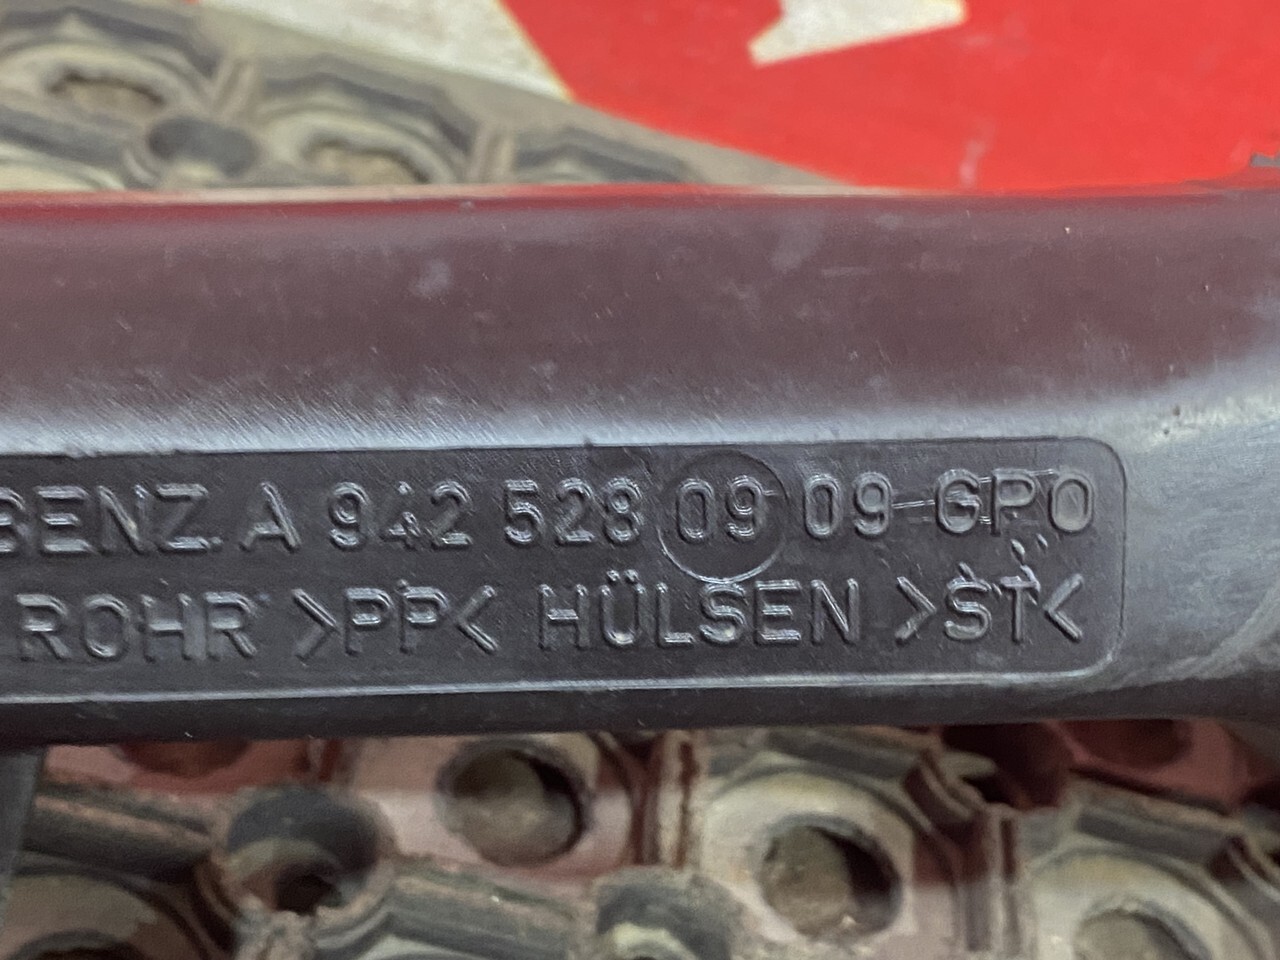 BENZ A 942 528 09 09 GPO
ROHR >PP< HÜLSEN >ST<